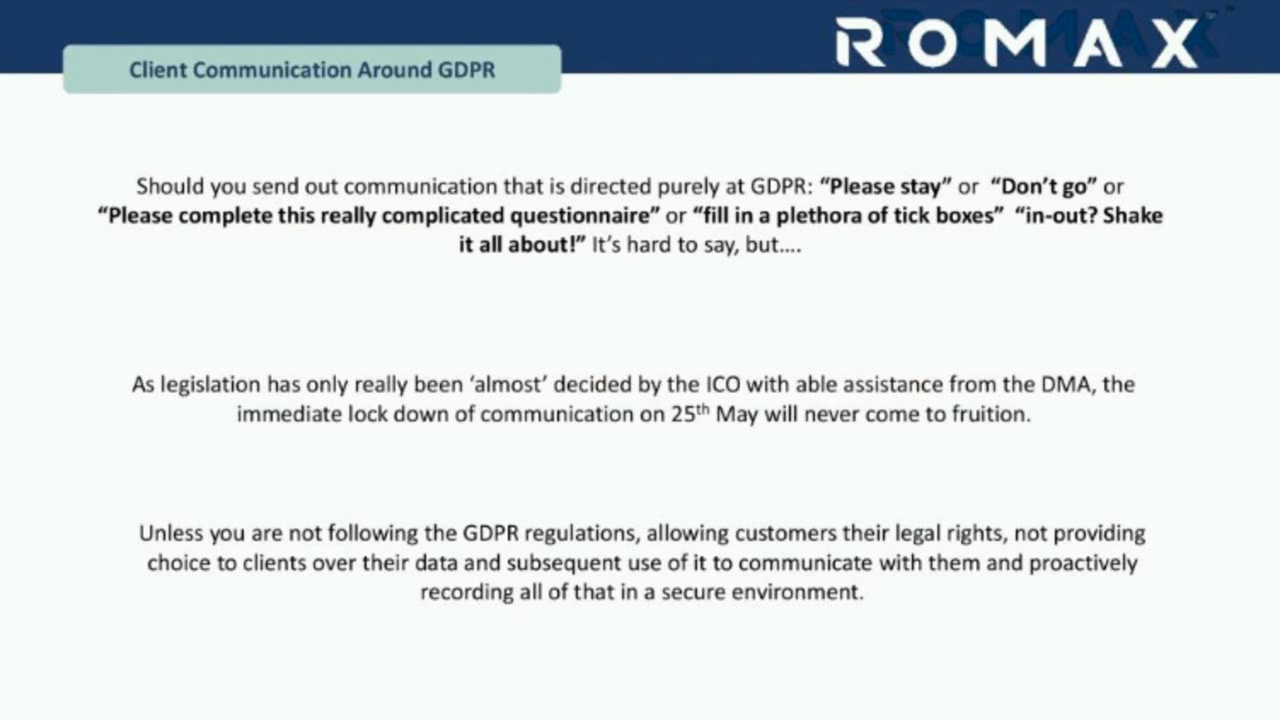 ROMAX
Client Communication Around GDPR
Should you send out communication that is directed purely at GDPR: “Please stay” or “Don’t go” or
“Please complete this really complicated questionnaire” or “fill in a plethora of tick boxes” “in-out? Shake
it all about!” It’s hard to say, but....
As legislation has only really been ‘almost’ decided by the ICO with able assistance from the DMA, the
immediate lock down of communication on 25th May will never come to fruition.
Unless you are not following the GDPR regulations, allowing customers their legal rights, not providing
choice to clients over their data and subsequent use of it to communicate with them and proactively
recording all of that in a secure environment.